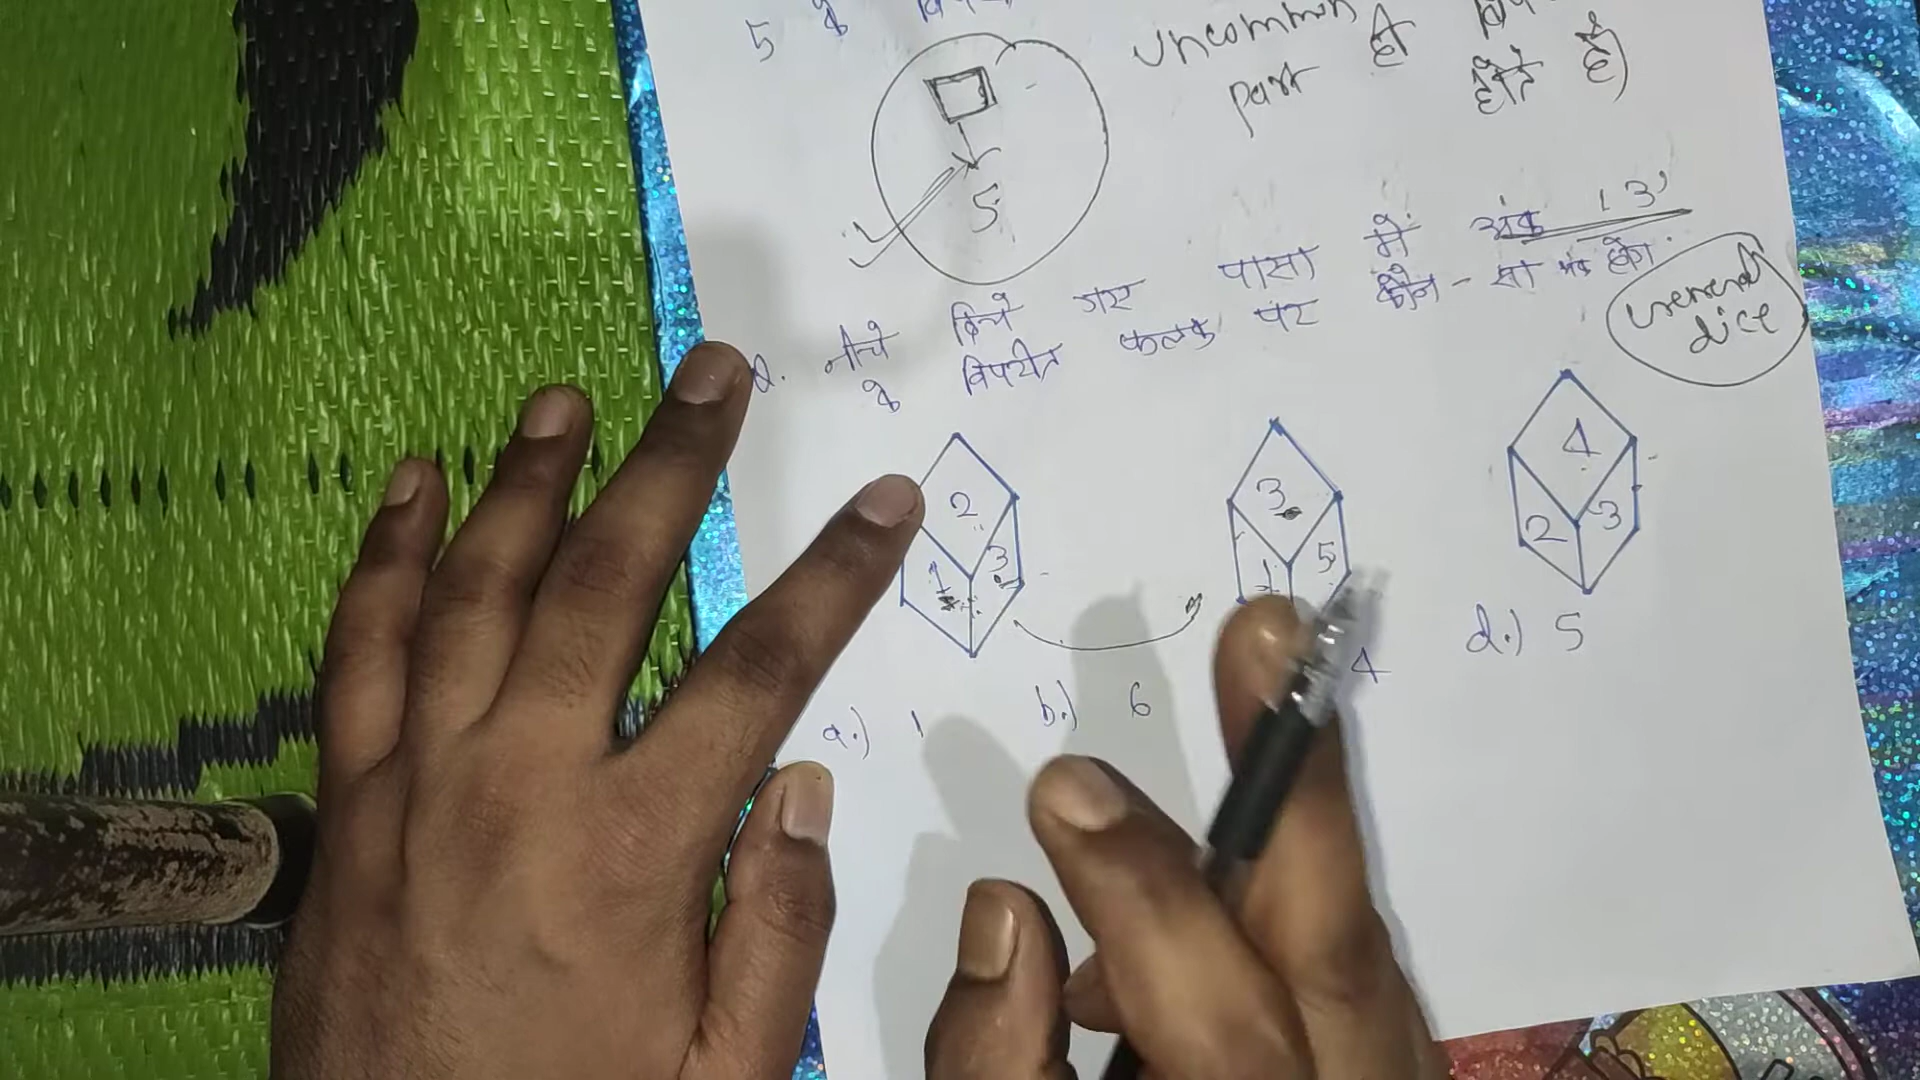 5 के
uncommon
part ही
होते है)
5
Q. नीचे दिये गए पासा में अंक '3'
के विपरीत फलक पर कौन-सा अंक होगा
General
dice
2
1 3
3
1 5
4
2 3
a.) 1 b.) 6 4 d.) 5